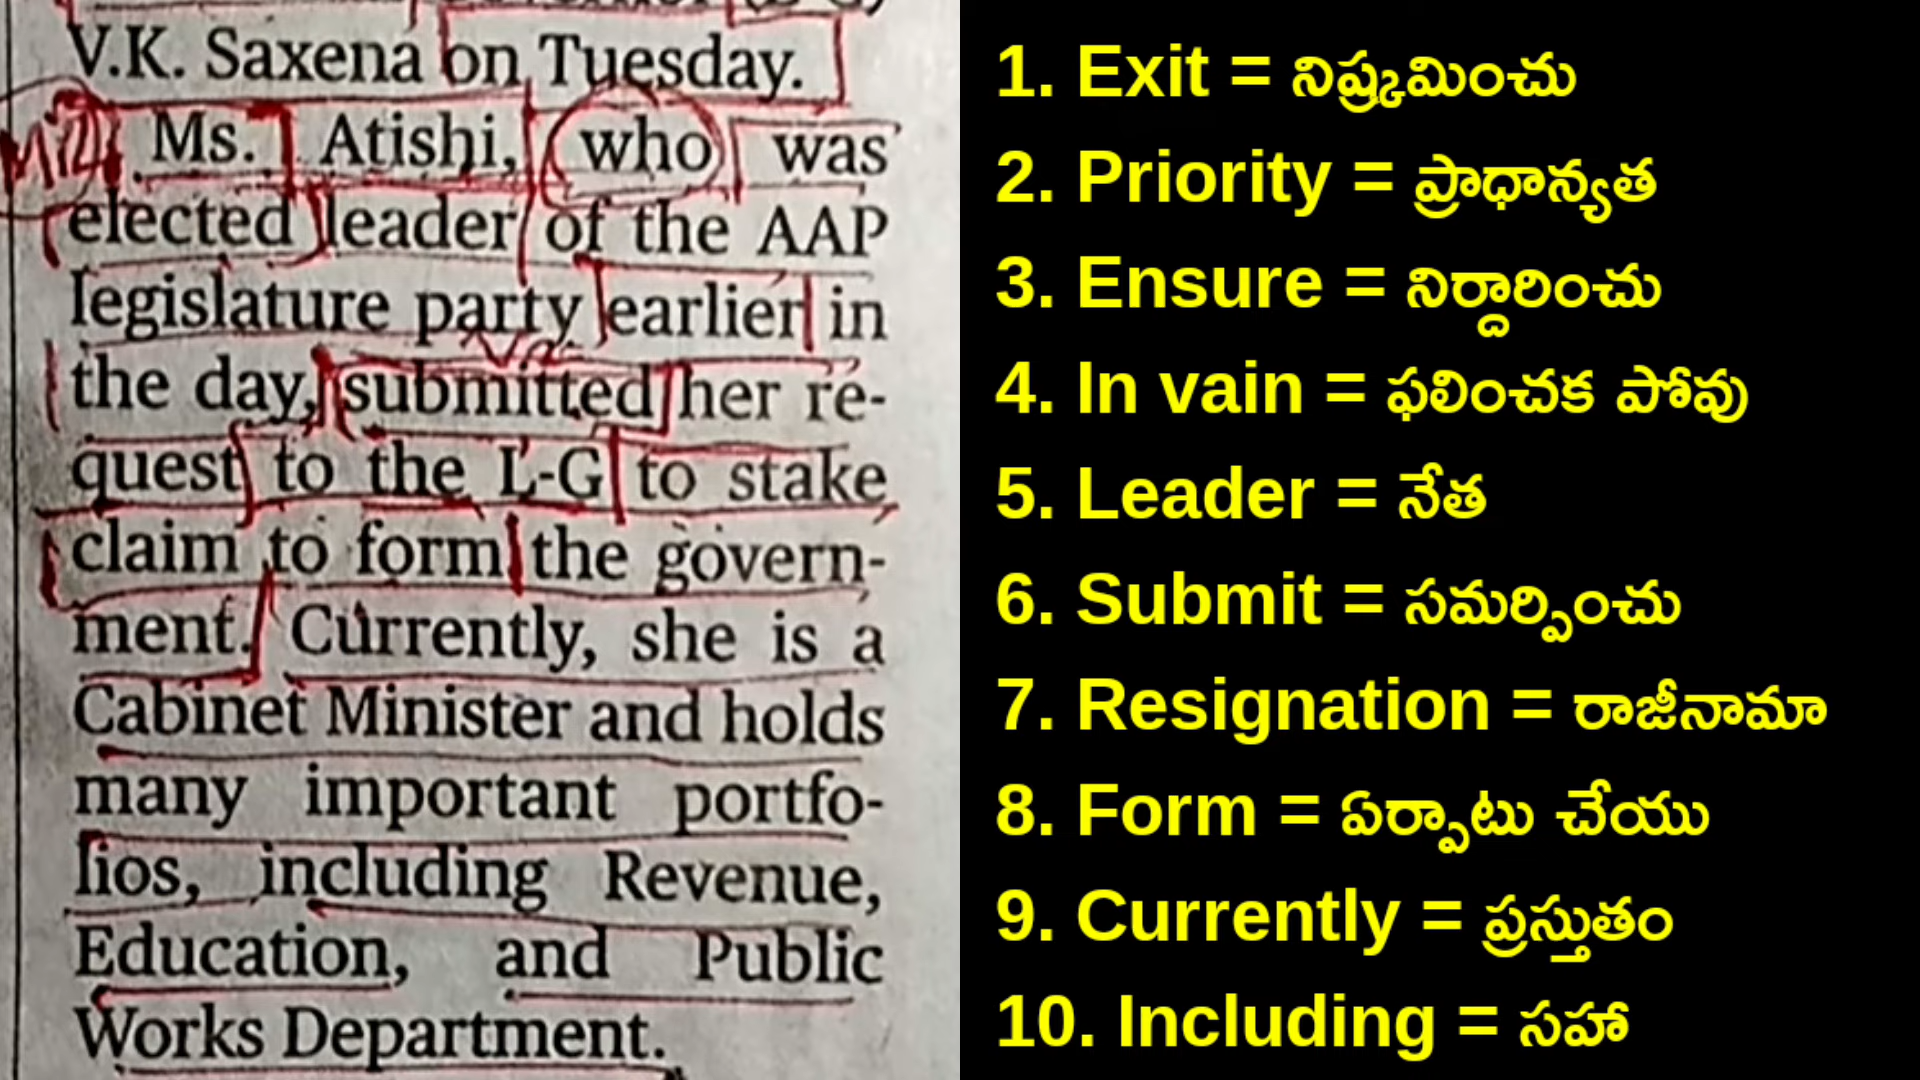 V.K. Saxena on Tuesday.
Ms. Atishi, who was
elected leader of the AAP
legislature party earlier in
the day, submitted her re-
quest to the L-G to stake
claim to form the govern-
ment. Currently, she is a
Cabinet Minister and holds
many important portfo-
lios, including Revenue,
Education, and Public
Works Department.
1. Exit = నిష్క్రమించు
2. Priority = ప్రాధాన్యత
3. Ensure = నిర్దారించు
4. In vain = ఫలించక పోవు
5. Leader = నేత
6. Submit = సమర్పించు
7. Resignation = రాజీనామా
8. Form = ఏర్పాటు చేయు
9. Currently = ప్రస్తుతం
10. Including = సహా